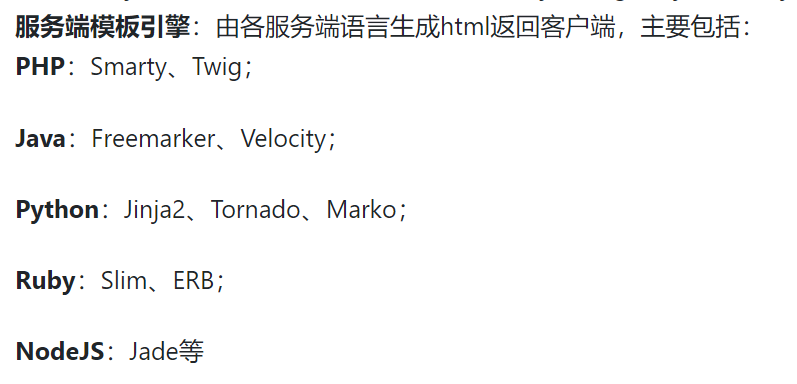 服务端模板引擎：由各服务端语言生成html返回客户端，主要包括：
PHP：Smarty、Twig；
Java：Freemarker、Velocity；
Python：Jinja2、Tornado、Marko；
Ruby：Slim、ERB；
NodeJS：Jade等